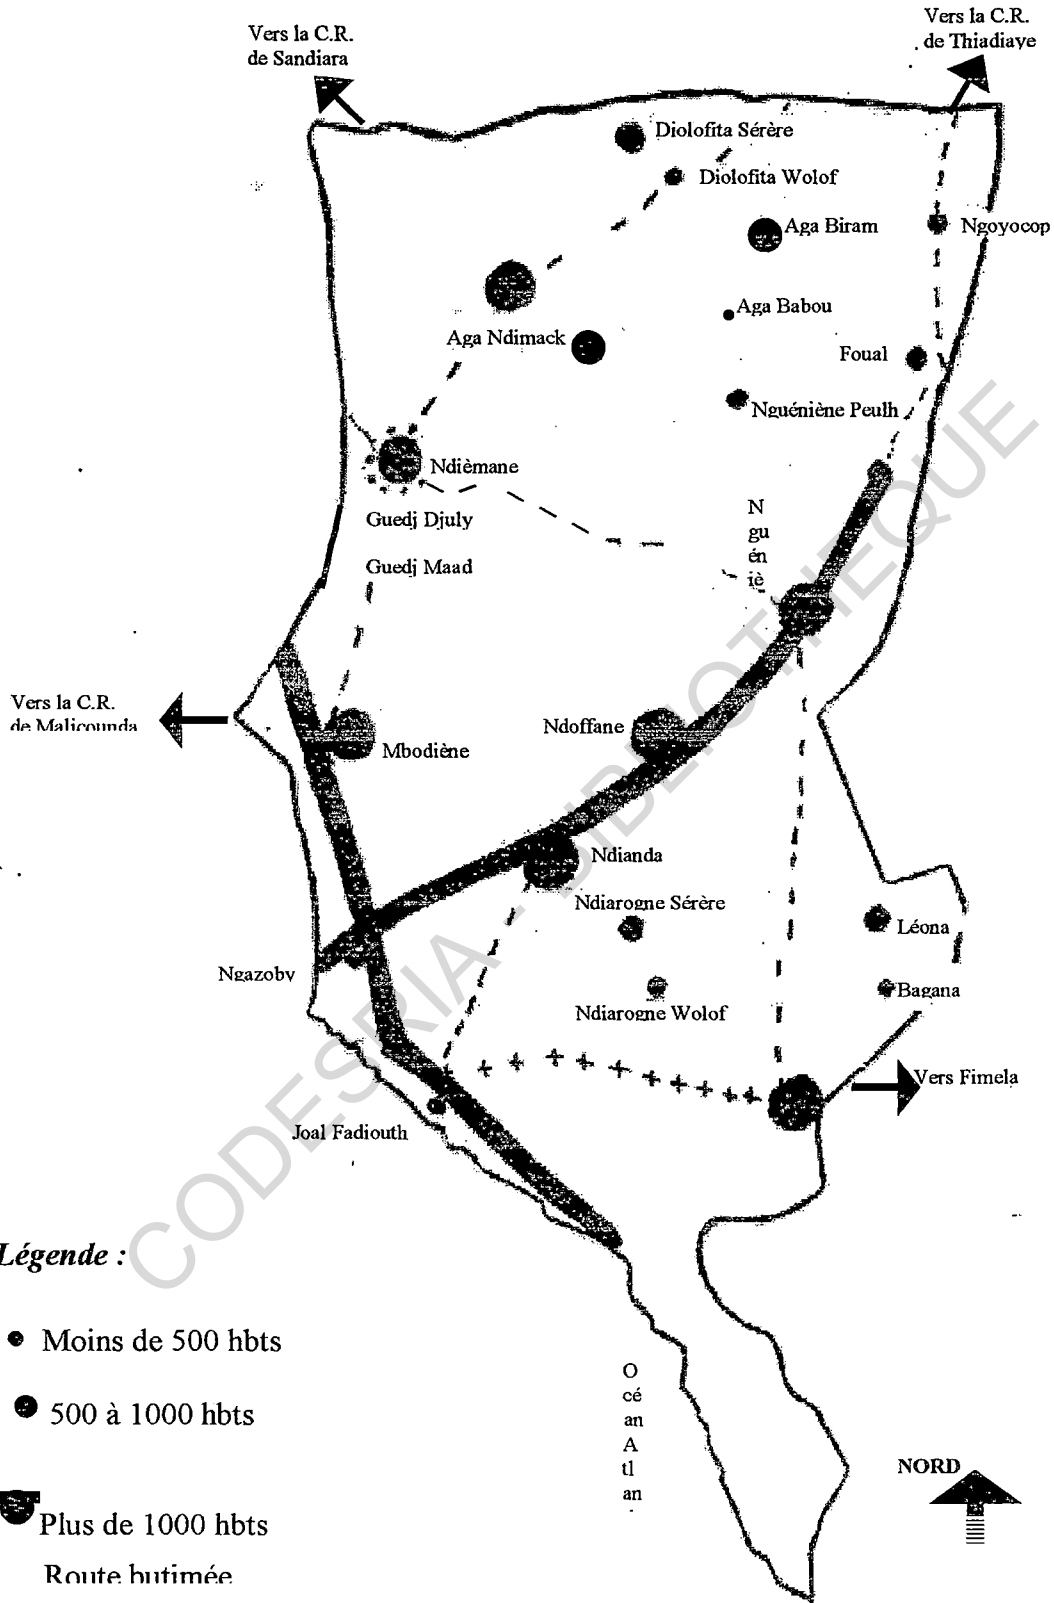 Vers la C.R.
de Sandiara
Vers la C.R.
de Thiadiaye
Diolofita Sérère
Diolofita Wolof
Aga Biram
Ngoyocop
Aga Babou
Aga Ndimack
Foual
Nguéniène Peulh
Ndièmane
Guedj Djuly
Guedj Maad
N
gu
én
iè
Vers la C.R.
de Malicounda
Mbodiène
Ndoffane
Ndianda
Ndiarogne Sérère
Léona
Ngazoby
Bagana
Ndiarogne Wolof
Vers Fimela
Joal Fadiouth
CODESRIA - BIBLIOTHEQUE
Légende :
Moins de 500 hbts
500 à 1000 hbts
Plus de 1000 hbts
Route butimée
O
cé
an
A
tl
an
NORD